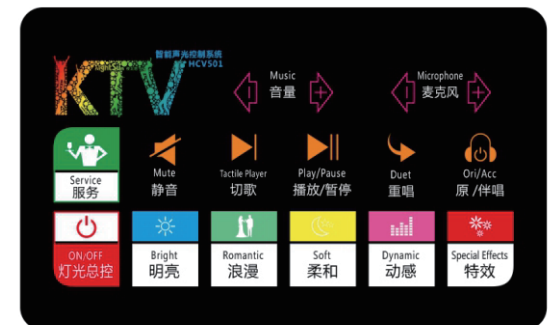 智能声光控制系统
HCVS01
KTV
Music
音量
Microphone
麦克风
Service
服务
Mute
静音
Tactile Player
切歌
Play/Pause
播放/暂停
Duet
重唱
Ori/Acc
原/伴唱
ON/OFF
灯光总控
Bright
明亮
Romantic
浪漫
Soft
柔和
Dynamic
动感
Special Effects
特效